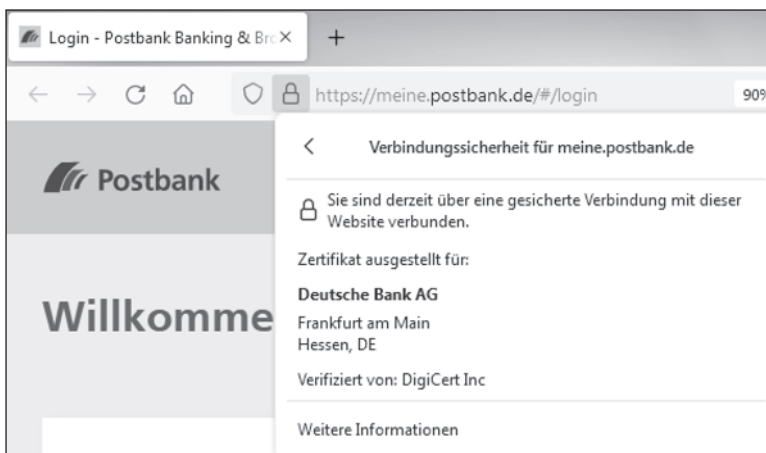 Login - Postbank Banking & Bro
https://meine.postbank.de/#/login 90%
Verbindungssicherheit für meine.postbank.de
Postbank
Sie sind derzeit über eine gesicherte Verbindung mit dieser
Website verbunden.
Zertifikat ausgestellt für:
Deutsche Bank AG
Willkomme
Frankfurt am Main
Hessen, DE
Verifiziert von: DigiCert Inc
Weitere Informationen